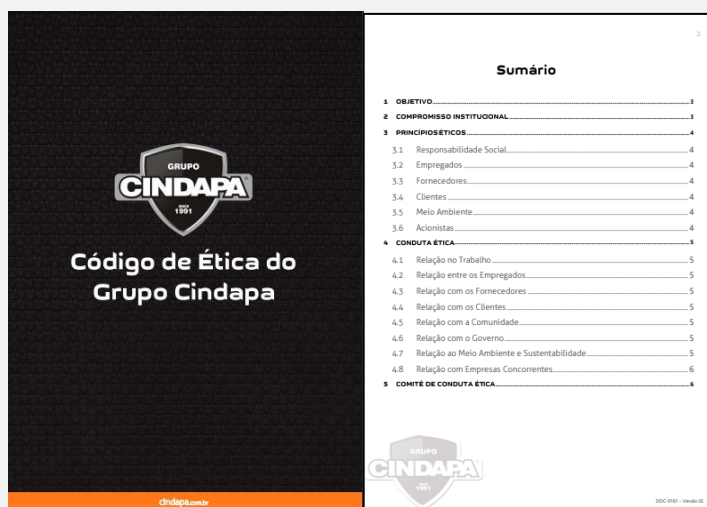 GRUPO
CINDAPA
SINCE
1991
Código de Ética do
Grupo Cindapa
cindapa.com.br
2
Sumário
1 OBJETIVO 3
2 COMPROMISSO INSTITUCIONAL 3
3 PRINCÍPIOS ÉTICOS 4
3.1 Responsabilidade Social 4
3.2 Empregados 4
3.3 Fornecedores 4
3.4 Clientes 4
3.5 Meio Ambiente 4
3.6 Acionistas 4
4 CONDUTA ÉTICA 5
4.1 Relação no Trabalho 5
4.2 Relação entre os Empregados 5
4.3 Relação com os Fornecedores 5
4.4 Relação com os Clientes 5
4.5 Relação com a Comunidade 5
4.6 Relação com o Governo 5
4.7 Relação ao Meio Ambiente e Sustentabilidade 5
4.8 Relação com Empresas Concorrentes 6
5 COMITÊ DE CONDUTA ÉTICA 6
GRUPO
CINDAPA
SINCE
1991
DOC-0181 – Versão 02